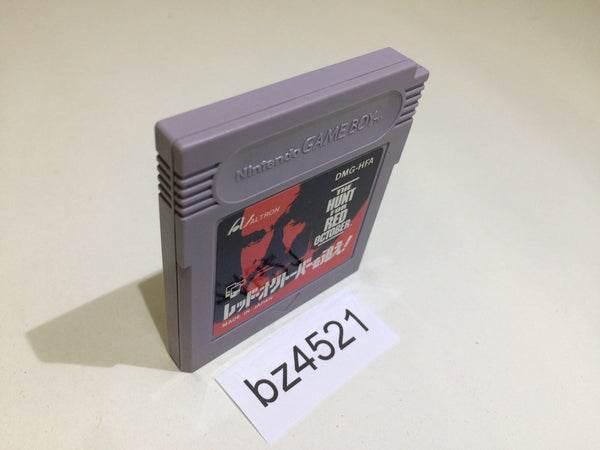 Nintendo GAME BOY
DMG-HFA
ALTRON
THE
HUNT
FOR
RED
OCTOBER.
レッド・オクトーバーを追え!
MADE IN JAPAN
bz4521